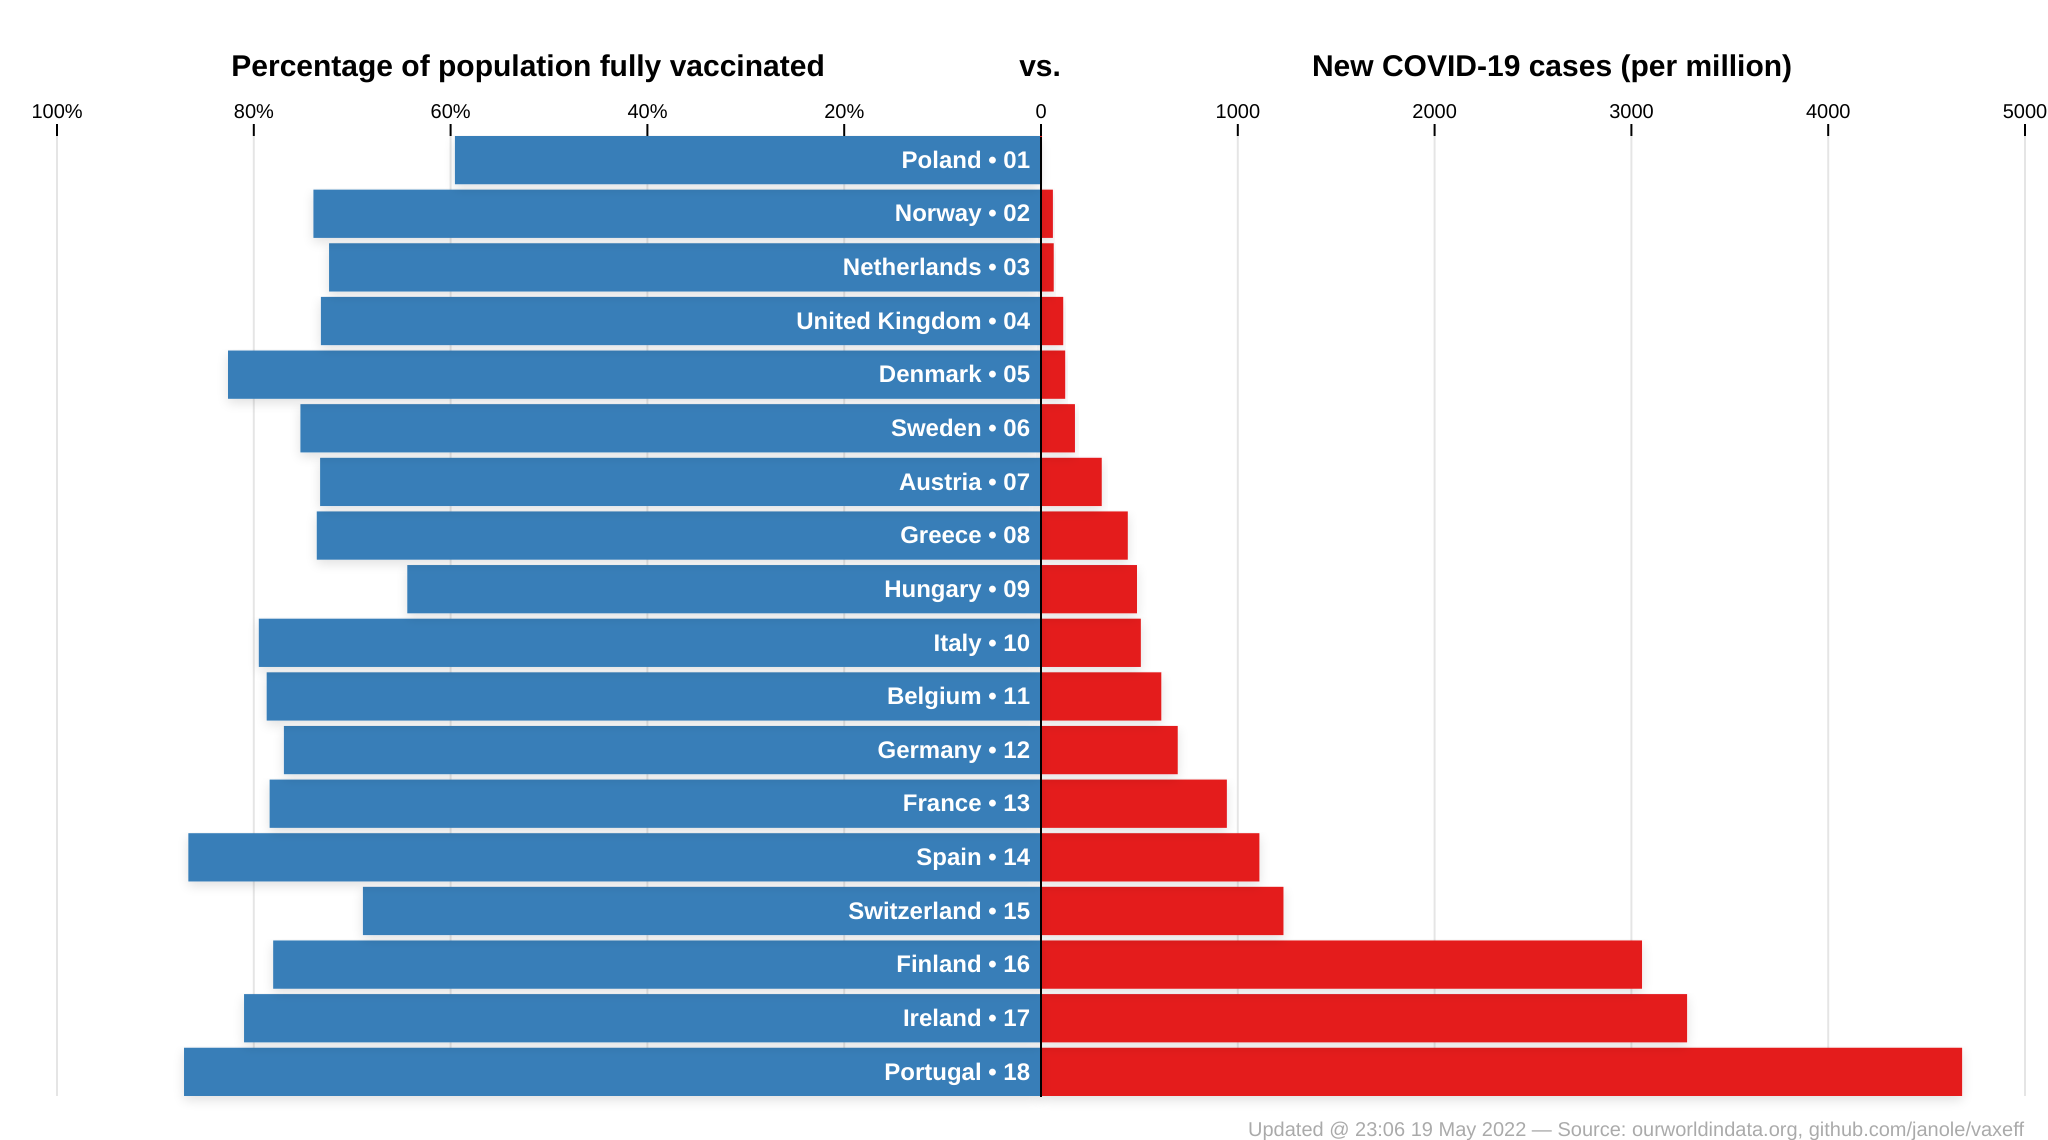 Percentage of population fully vaccinated vs. New COVID-19 cases (per million)
100% 80% 60% 40% 20% 0 1000 2000 3000 4000 5000
Poland • 01
Norway • 02
Netherlands • 03
United Kingdom • 04
Denmark • 05
Sweden • 06
Austria • 07
Greece • 08
Hungary • 09
Italy • 10
Belgium • 11
Germany • 12
France • 13
Spain • 14
Switzerland • 15
Finland • 16
Ireland • 17
Portugal • 18
Updated @ 23:06 19 May 2022 — Source: ourworldindata.org, github.com/janole/vaxeff